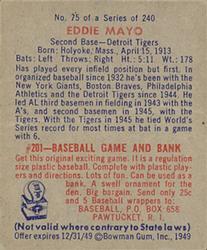 No. 75 of a Series of 240
EDDIE MAYO
Second Base—Detroit Tigers
Born: Holyoke, Mass., April 15, 1913
Bats: Left Throws: Right Ht.: 5:11 Wt.: 178
Has played every infield position but first. In
organized baseball since 1932 he's been with the
New York Giants, Boston Braves, Philadelphia
Athletics and the Detroit Tigers since 1944. He
led AL third basemen in fielding in 1943 with the
A's, and second basemen in 1945, with the
Tigers. With the Tigers in 1945 he tied major
league record for most times at bat in a game
with 6.
#201—BASEBALL GAME AND BANK
Get this original exciting game. It is a regulation
size plastic baseball. Complete with plastic play-
ers and directions. Lots of fun. Can be used as a
bank. A swell ornament for the
den. Big bargain. Send only 25c
and 5 Baseball wrappers to:
BASEBALL, P.O. BOX 658
PAWTUCKET, R. I.
(Not valid where contrary to State laws)
Offer expires 12/31/49 ©Bowman Gum, Inc., 1949